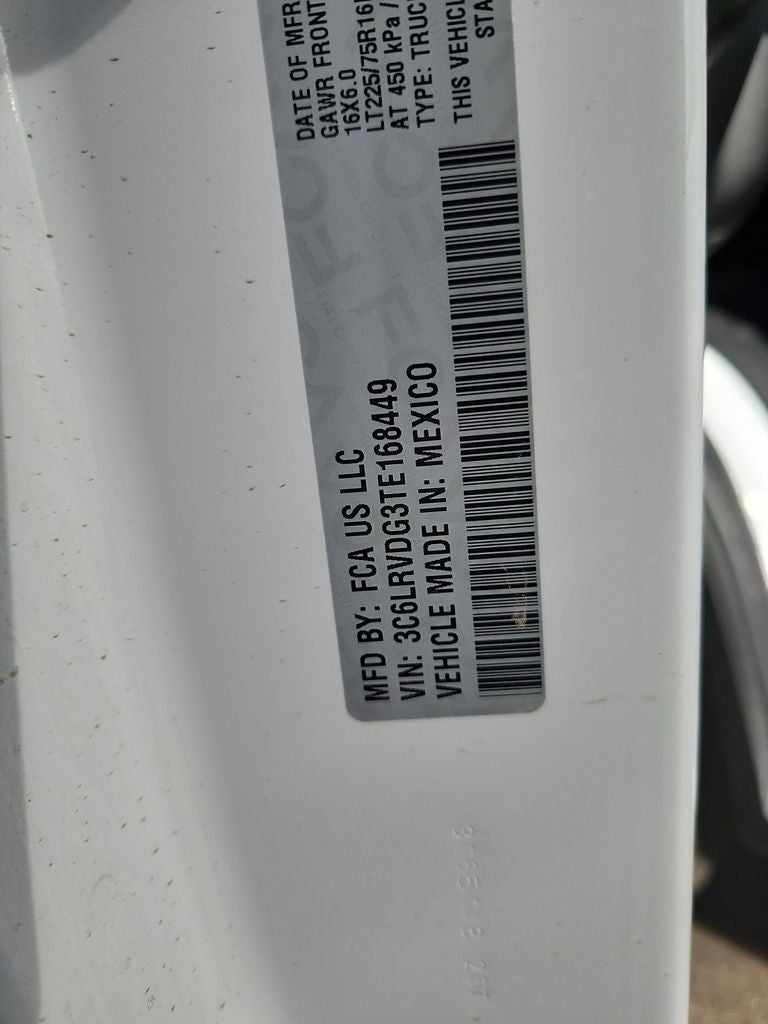 MFD BY: FCA US LLC
VIN: 3C6LRVDG3TE168449
VEHICLE MADE IN: MEXICO
DATE OF MFR
GAWR FRONT
16X6.0
LT225/75R16
AT 450 kPa /
TYPE: TRUC
THIS VEHICL
STA